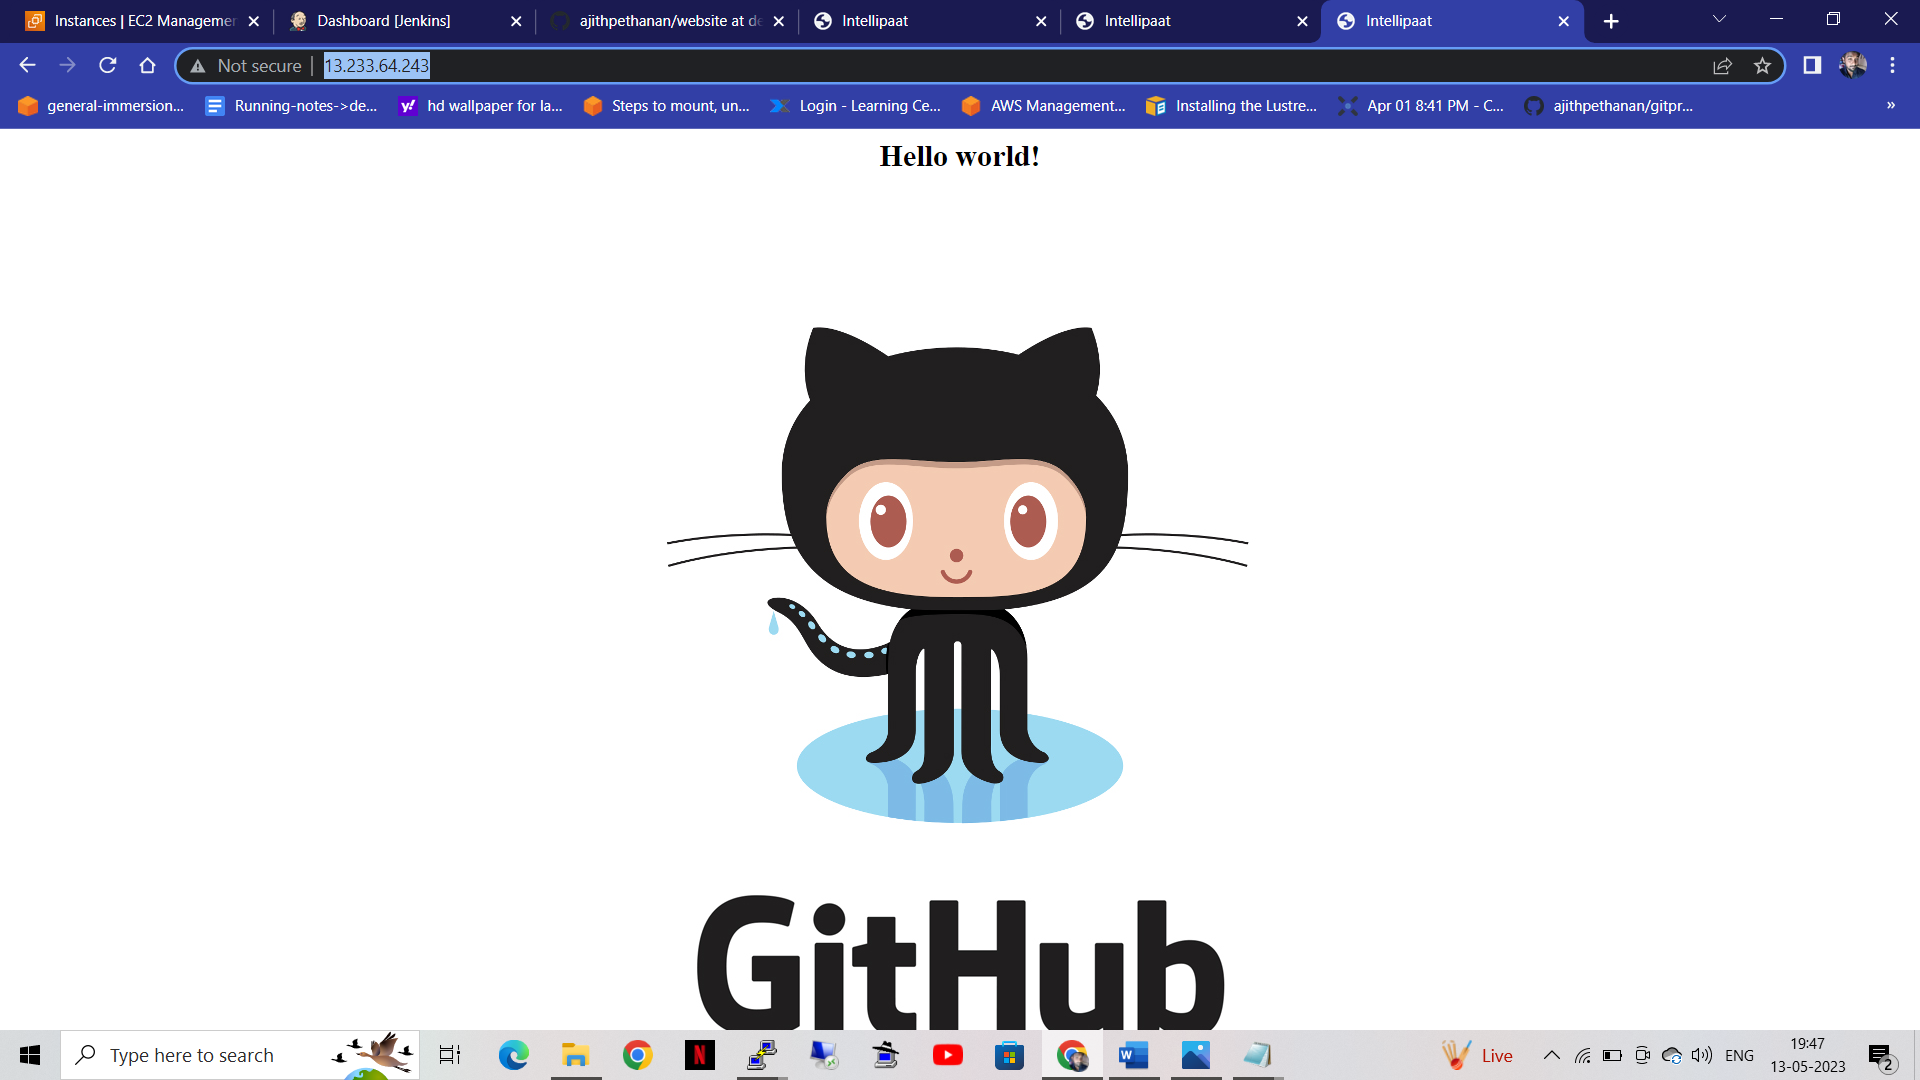 Instances | EC2 Managemen
Dashboard [Jenkins]
ajithpethanan/website at de
Intellipaat
Intellipaat
Intellipaat
Not secure
13.233.64.243
general-immersion...
Running-notes->de...
hd wallpaper for la...
Steps to mount, un...
Login - Learning Ce...
AWS Management...
Installing the Lustre...
Apr 01 8:41 PM - C...
ajithpethanan/gitpr...
»
Hello world!
GitHub
Type here to search
Live
ENG
19:47
13-05-2023
2